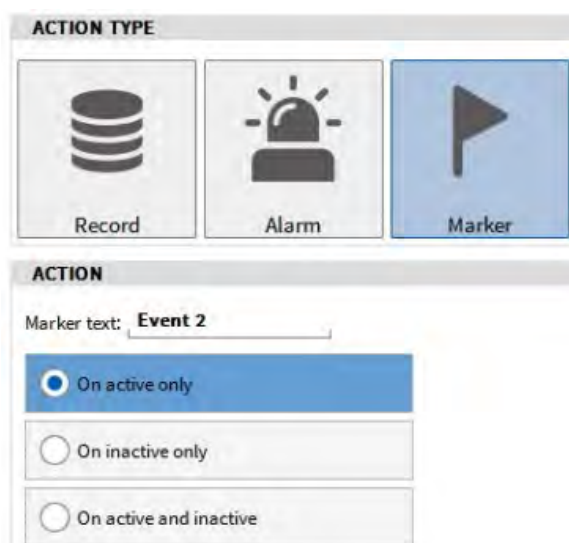 ACTION TYPE
Record Alarm Marker
ACTION
Marker text: Event 2
On active only
On inactive only
On active and inactive